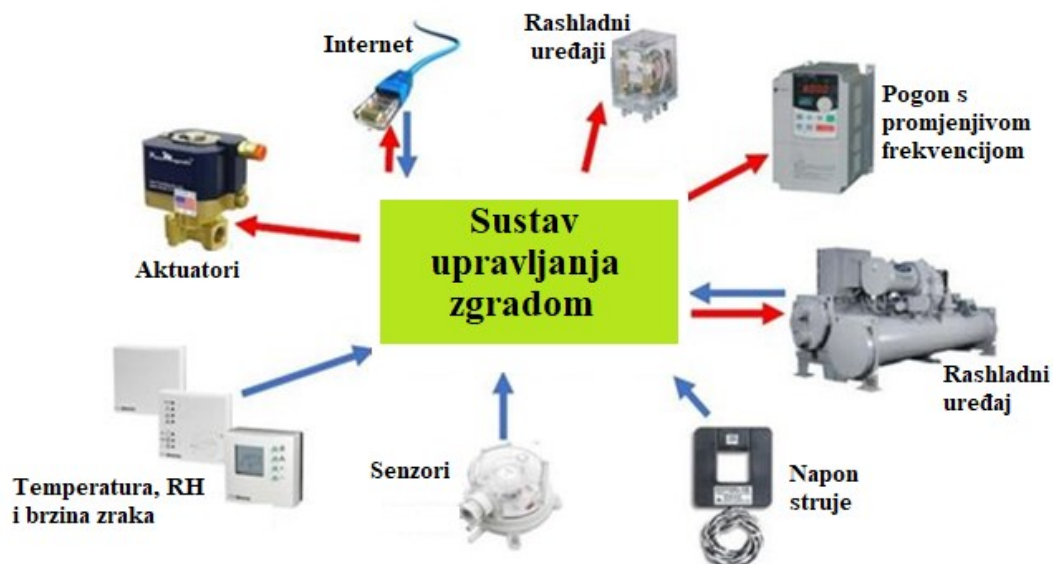 Internet
Rashladni
uređaji
Pogon s
promjenjivom
frekvencijom
Aktuatori
Sustav
upravljanja
zgradom
Rashladni
uređaj
Temperatura, RH
i brzina zraka
Senzori
Napon
struje